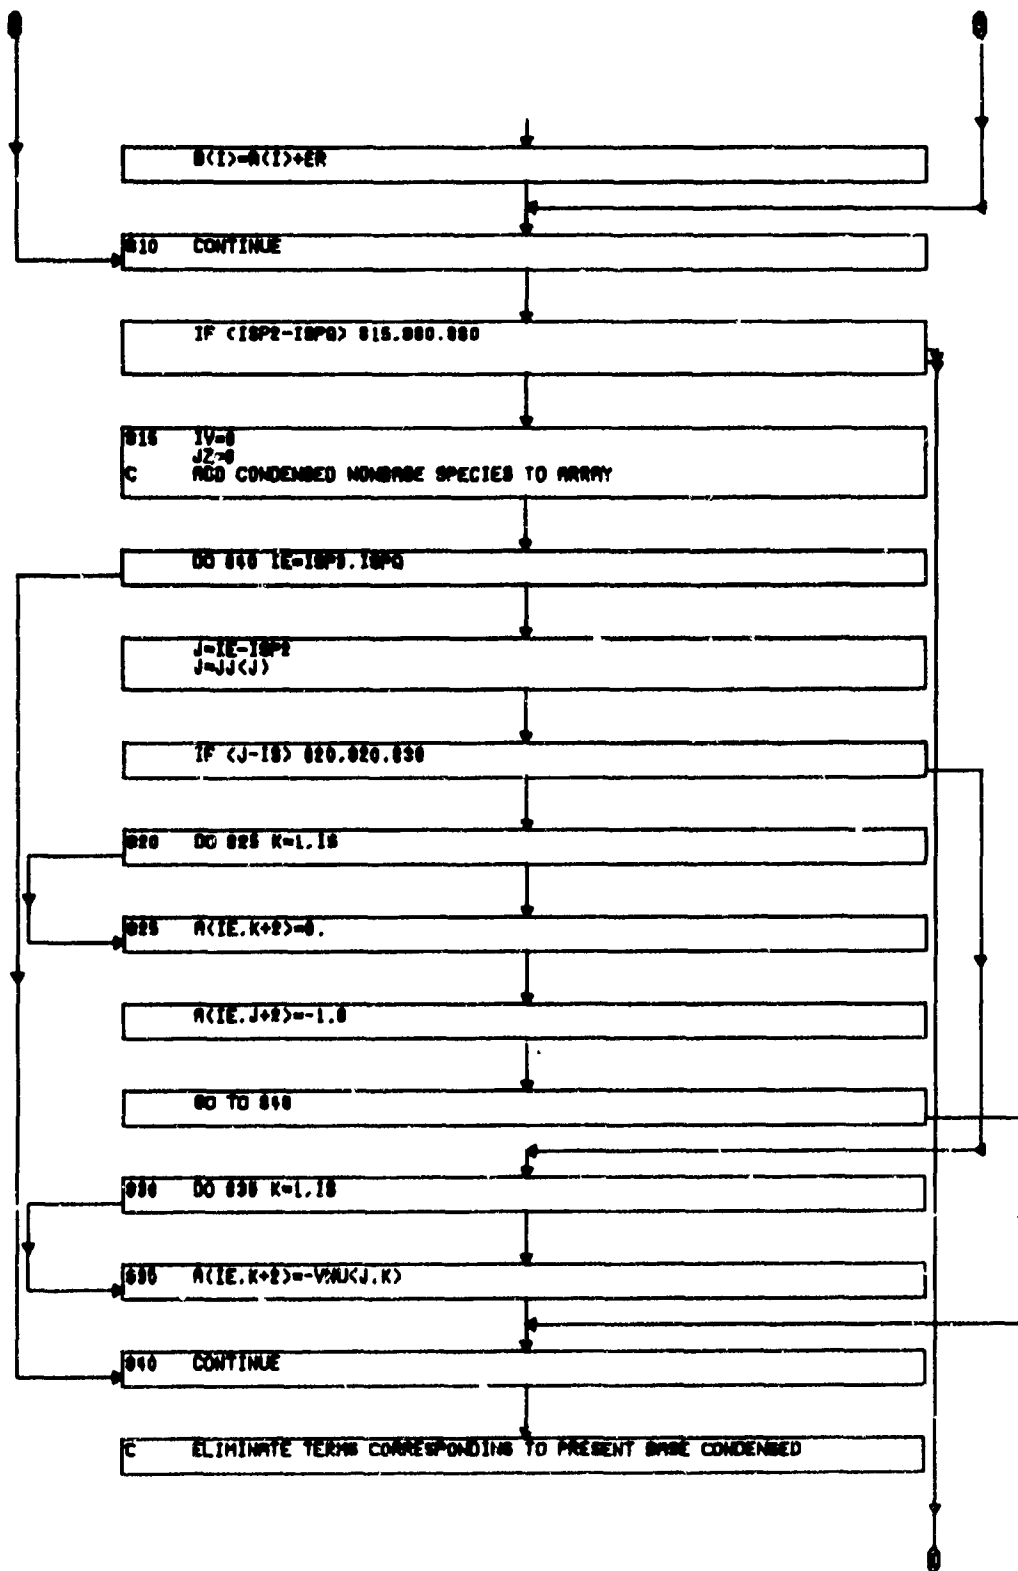 B(I)=A(I)+ER
810 CONTINUE
IF (ISP2-ISPQ) 815,880,880
815 IV=0
JZ=0
C ADD CONDENSED NONBASE SPECIES TO ARRAY
DO 840 IE=ISP3,ISPQ
J=IE-ISP2
J=JJ(J)
IF (J-IS) 820,820,830
820 DO 825 K=1,IS
825 A(IE,K+2)=0.
A(IE,J+2)=-1.0
GO TO 840
830 DO 835 K=1,IS
835 A(IE,K+2)=-VNU(J,K)
840 CONTINUE
C ELIMINATE TERMS CORRESPONDING TO PRESENT BASE CONDENSED